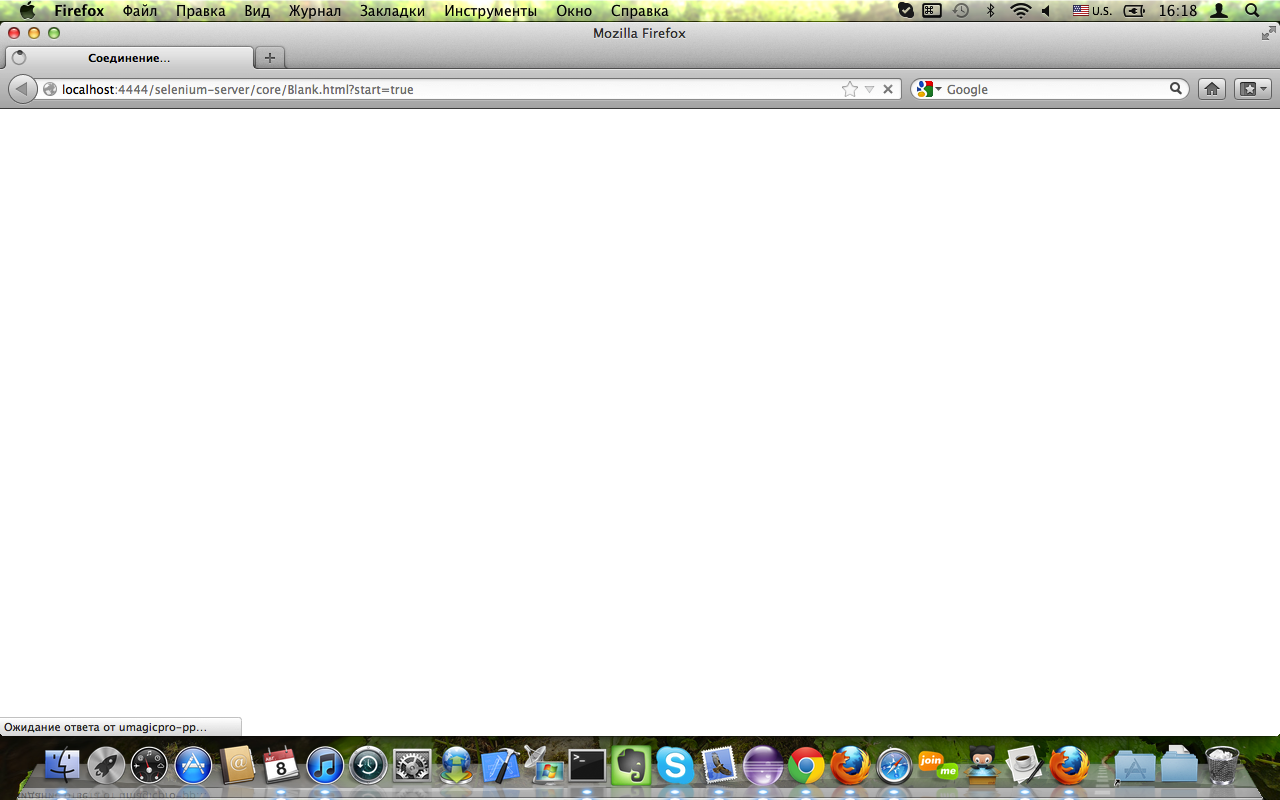 Firefox Файл Правка Вид Журнал Закладки Инструменты Окно Справка U.S. 16:18
Mozilla Firefox
Соединение...
localhost:4444/selenium-server/core/Blank.html?start=true Google
Ожидание ответа от umagicpro-pp...
8
join
me